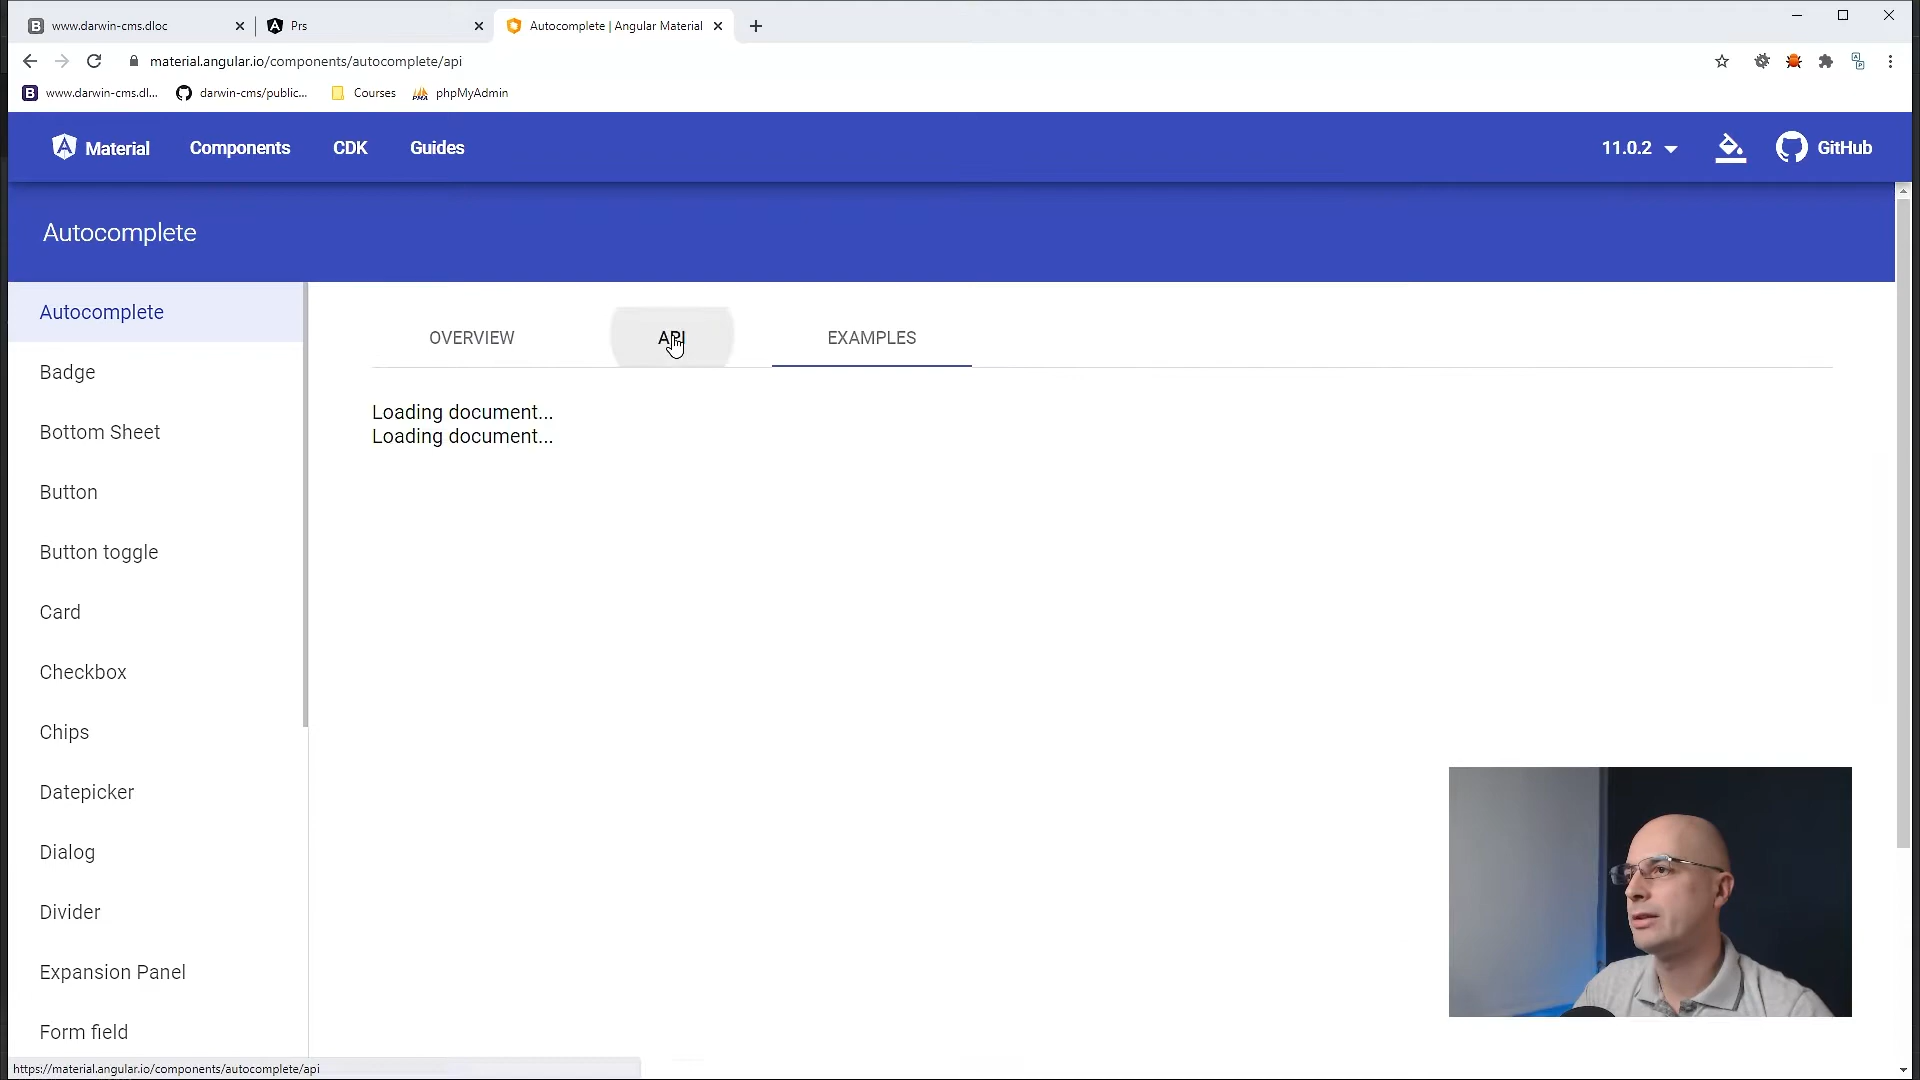 www.darwin-cms.dloc
Prs
Autocomplete | Angular Material
material.angular.io/components/autocomplete/api
www.darwin-cms.dl...
darwin-cms/public...
Courses
phpMyAdmin
Material
Components
CDK
Guides
11.0.2
GitHub
Autocomplete
Autocomplete
Badge
Bottom Sheet
Button
Button toggle
Card
Checkbox
Chips
Datepicker
Dialog
Divider
Expansion Panel
Form field
OVERVIEW
API
EXAMPLES
Loading document...
Loading document...
https://material.angular.io/components/autocomplete/api